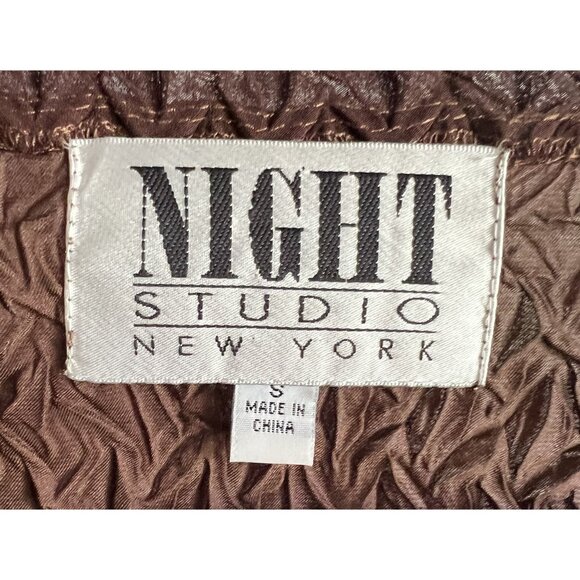 NIGHT
STUDIO
NEW YORK
S
MADE IN
CHINA